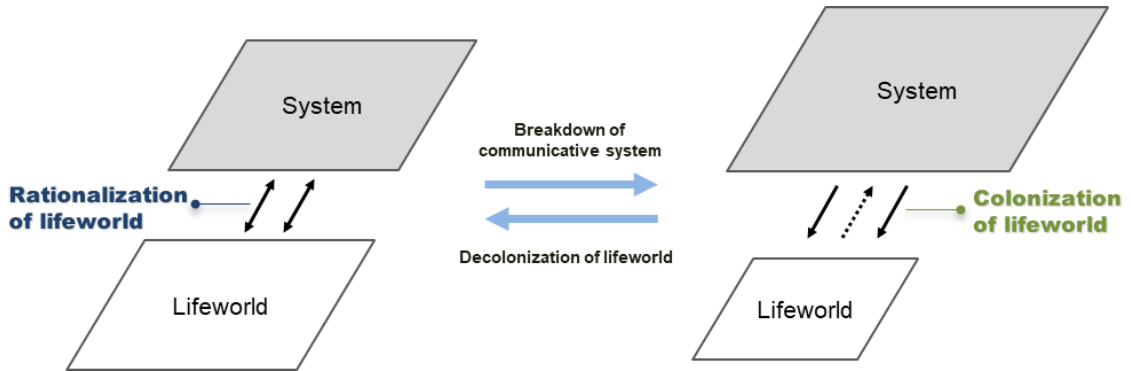 System
Rationalization
of lifeworld
Lifeworld
Breakdown of
communicative system
Decolonization of lifeworld
System
Colonization
of lifeworld
Lifeworld